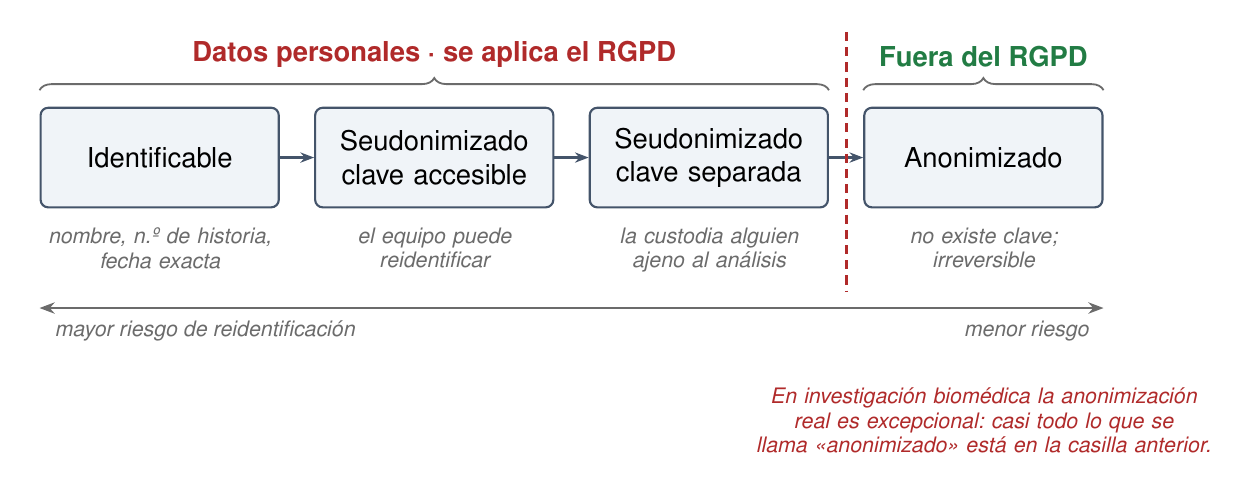 Datos personales · se aplica el RGPD
Fuera del RGPD
Identificable
Seudonimizado
clave accesible
Seudonimizado
clave separada
Anonimizado
nombre, n.º de historia,
fecha exacta
el equipo puede
reidentificar
la custodia alguien
ajeno al análisis
no existe clave;
irreversible
mayor riesgo de reidentificación
menor riesgo
En investigación biomédica la anonimización
real es excepcional: casi todo lo que se
llama «anonimizado» está en la casilla anterior.